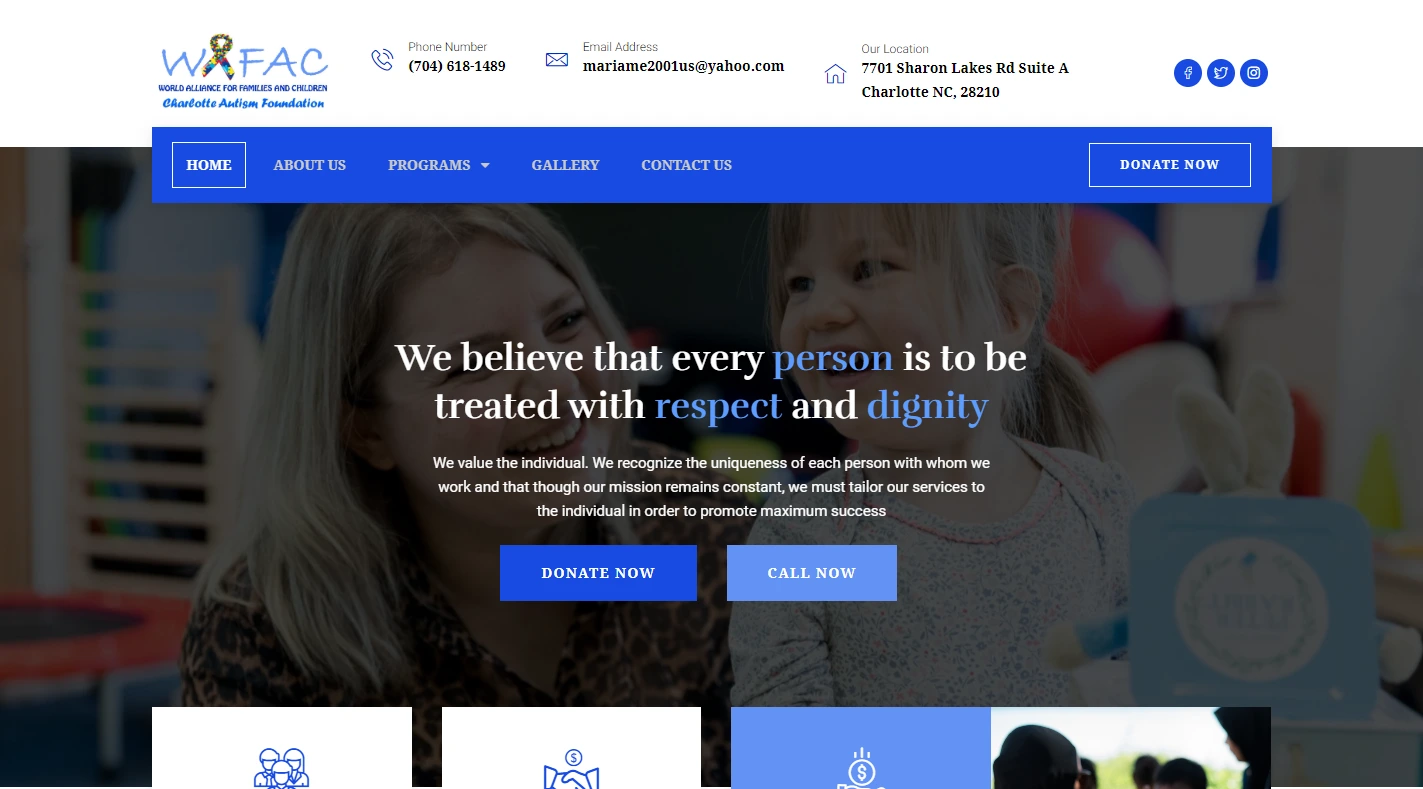 WAFAC
WORLD ALLIANCE FOR FAMILIES AND CHILDREN
Charlotte Autism Foundation
Phone Number
(704) 618-1489
Email Address
mariame2001us@yahoo.com
Our Location
7701 Sharon Lakes Rd Suite A
Charlotte NC, 28210
HOME ABOUT US PROGRAMS GALLERY CONTACT US DONATE NOW
We believe that every person is to be
treated with respect and dignity
We value the individual. We recognize the uniqueness of each person with whom we
work and that though our mission remains constant, we must tailor our services to
the individual in order to promote maximum success
DONATE NOW CALL NOW